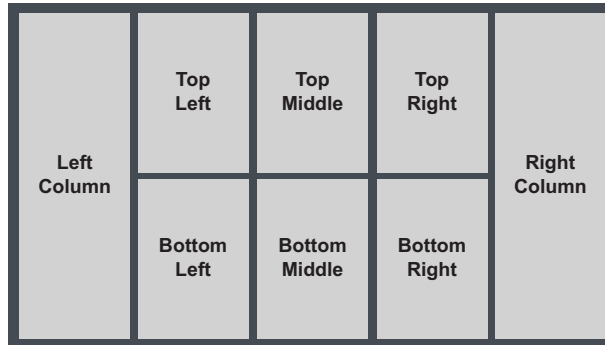 Left
Column
Top
Left
Top
Middle
Top
Right
Bottom
Left
Bottom
Middle
Bottom
Right
Right
Column